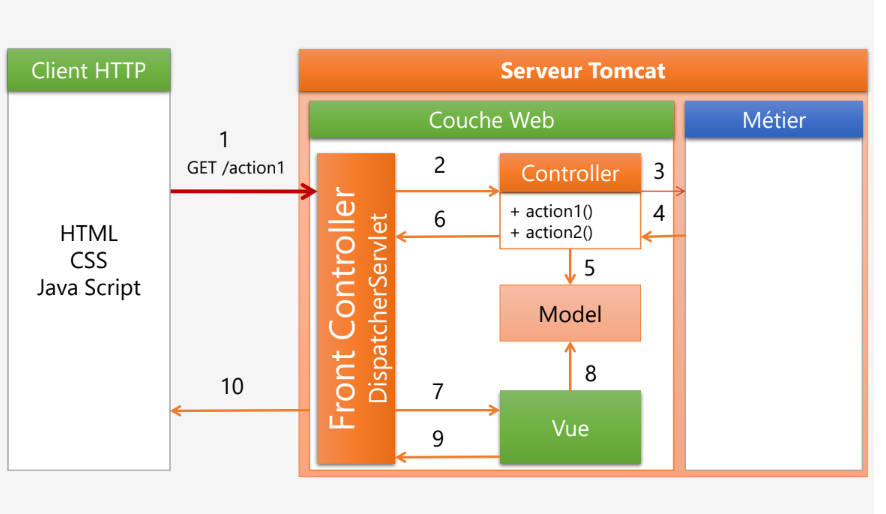 Client HTTP
HTML
CSS
Java Script
1
GET /action1
10
Serveur Tomcat
Couche Web
Front Controller
DispatcherServlet
2
6
7
9
Controller
+ action1()
+ action2()
3
4
5
Model
8
Vue
Métier